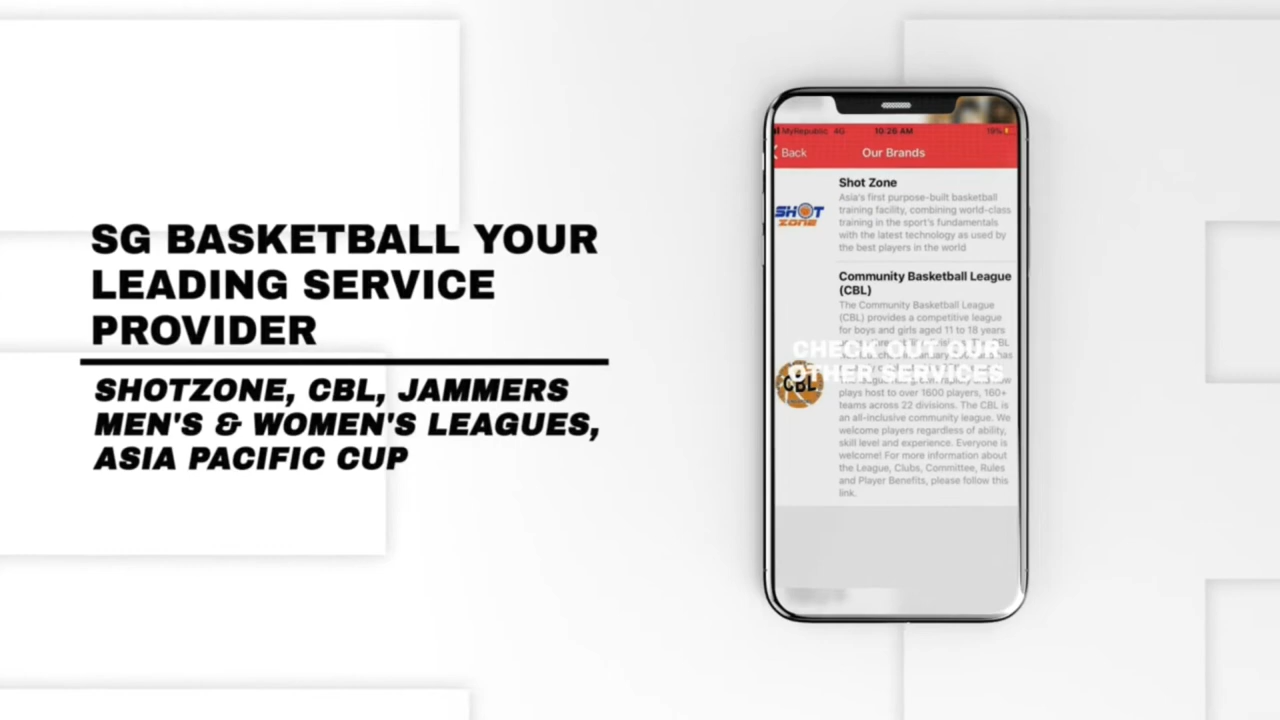 SG BASKETBALL YOUR
LEADING SERVICE
PROVIDER
SHOTZONE, CBL, JAMMERS
MEN'S & WOMEN'S LEAGUES,
ASIA PACIFIC CUP
MyRepublic 4G 10:26 AM 19%
Back Our Brands
SHOT
ZONE
Shot Zone
Asia's first purpose-built basketball
training facility, combining world-class
training in the sport's fundamentals
with the latest technology as used by
the best players in the world
Community Basketball League
(CBL)
The Community Basketball League
(CBL) provides a competitive league
for boys and girls aged 11 to 18 years
CHECK OUT OUR
OTHER SERVICES
CBL
plays host to over 1600 players, 160+
teams across 22 divisions. The CBL is
an all-inclusive community league. We
welcome players regardless of ability,
skill level and experience. Everyone is
welcome! For more information about
the League, Clubs, Committee, Rules
and Player Benefits, please follow this
link.